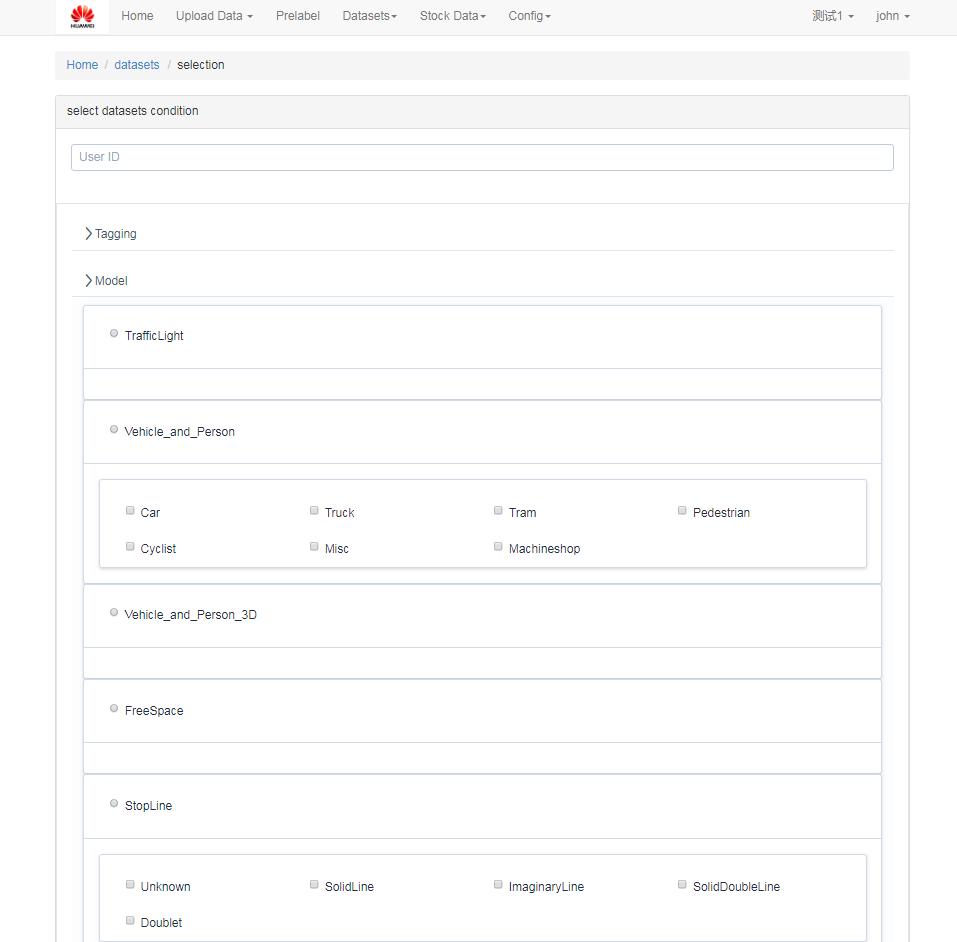 HUAWEI Home Upload Data Prelabel Datasets Stock Data Config 测试1 john
Home / datasets / selection
select datasets condition
User ID
Tagging
Model
TrafficLight
Vehicle_and_Person
Car Truck Tram Pedestrian
Cyclist Misc Machineshop
Vehicle_and_Person_3D
FreeSpace
StopLine
Unknown SolidLine ImaginaryLine SolidDoubleLine
Doublet